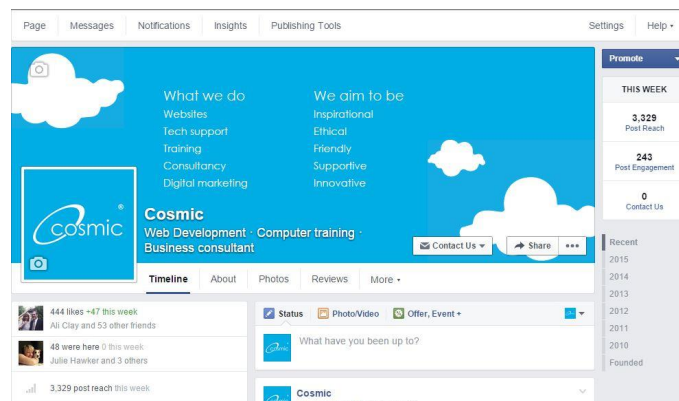 Page Messages Notifications Insights Publishing Tools Settings Help
Promote
What we do
Websites
Tech support
Training
Consultancy
Digital marketing
We aim to be
Inspirational
Ethical
Friendly
Supportive
Innovative
Cosmic®
Cosmic
Web Development · Computer training ·
Business consultant
Contact Us Share •••
THIS WEEK
3,329
Post Reach
243
Post Engagement
0
Contact Us
Recent
2015
2014
2013
2012
2011
2010
Founded
Timeline About Photos Reviews More
444 likes +47 this week
Ali Clay and 53 other friends
48 were here 0 this week
Julie Hawker and 3 others
3,329 post reach this week
Status Photo/Video Offer, Event +
Cosmic
What have you been up to?
Cosmic